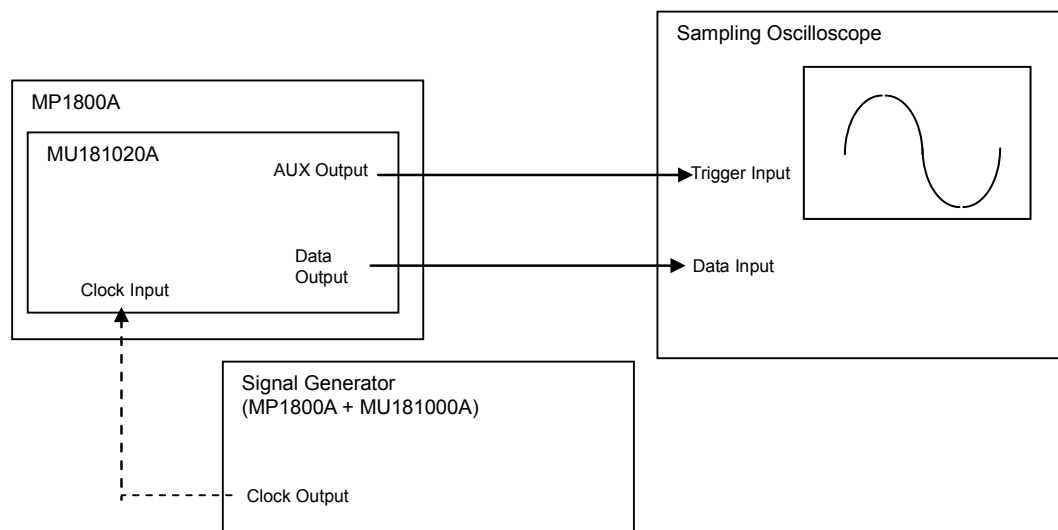 Sampling Oscilloscope
MP1800A
MU181020A
AUX Output
Trigger Input
Data
Output
Data Input
Clock Input
Signal Generator
(MP1800A + MU181000A)
Clock Output